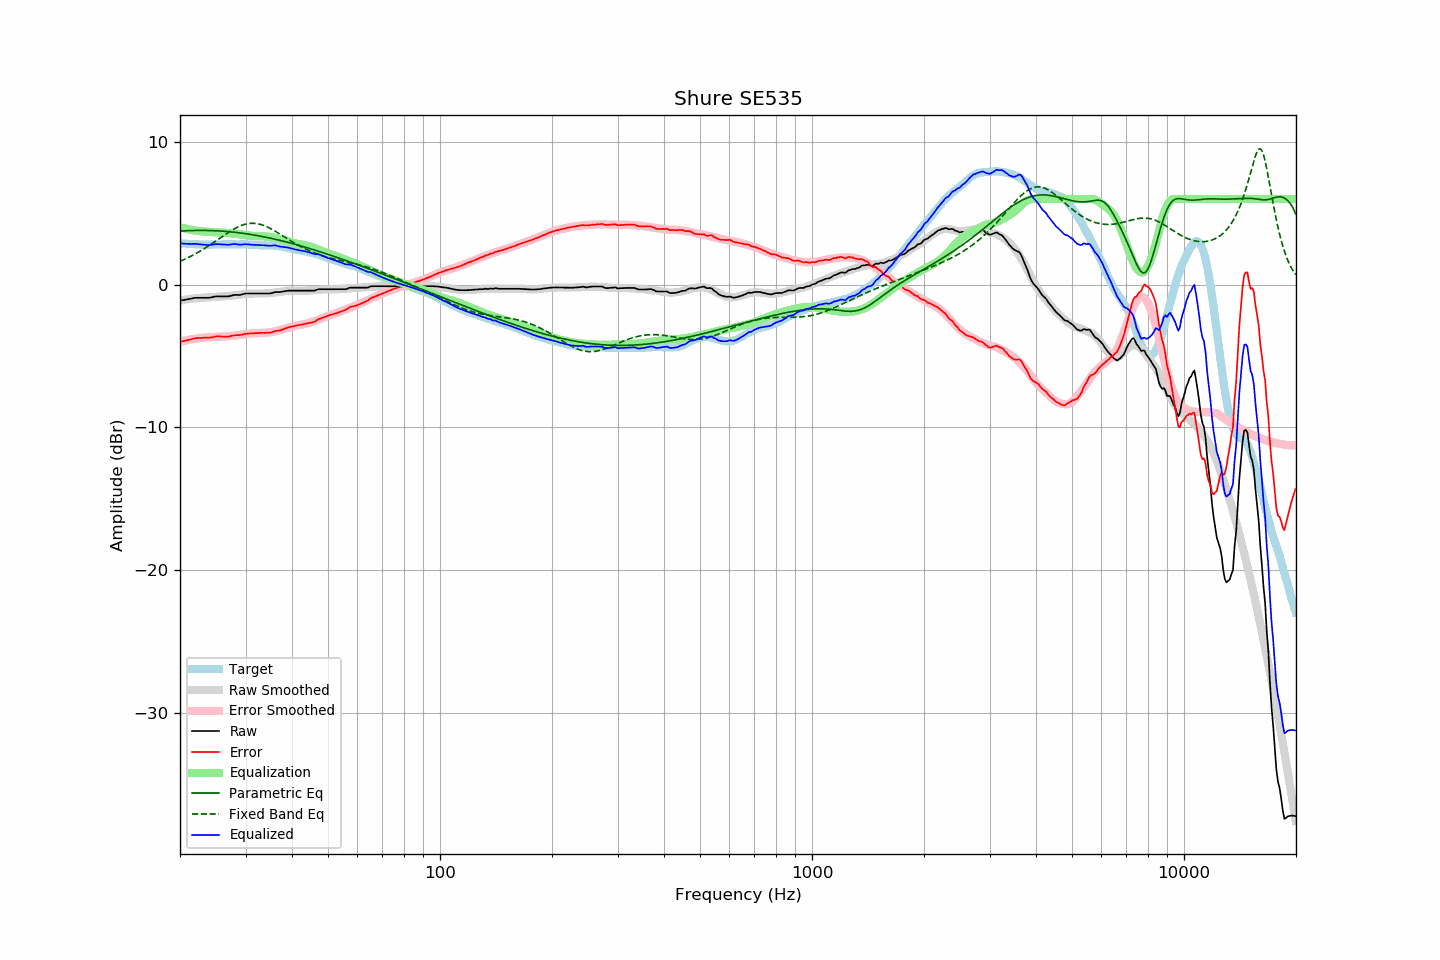 Shure SE535
10
0
−10
−20
−30
Amplitude (dBr)
Target
Raw Smoothed
Error Smoothed
Raw
Error
Equalization
Parametric Eq
Fixed Band Eq
Equalized
100
1000
10000
Frequency (Hz)